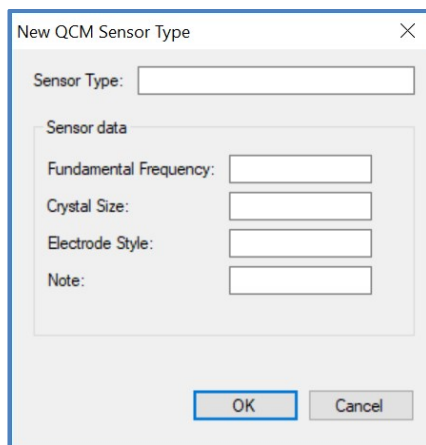 New QCM Sensor Type
Sensor Type:
Sensor data
Fundamental Frequency:
Crystal Size:
Electrode Style:
Note:
OK Cancel